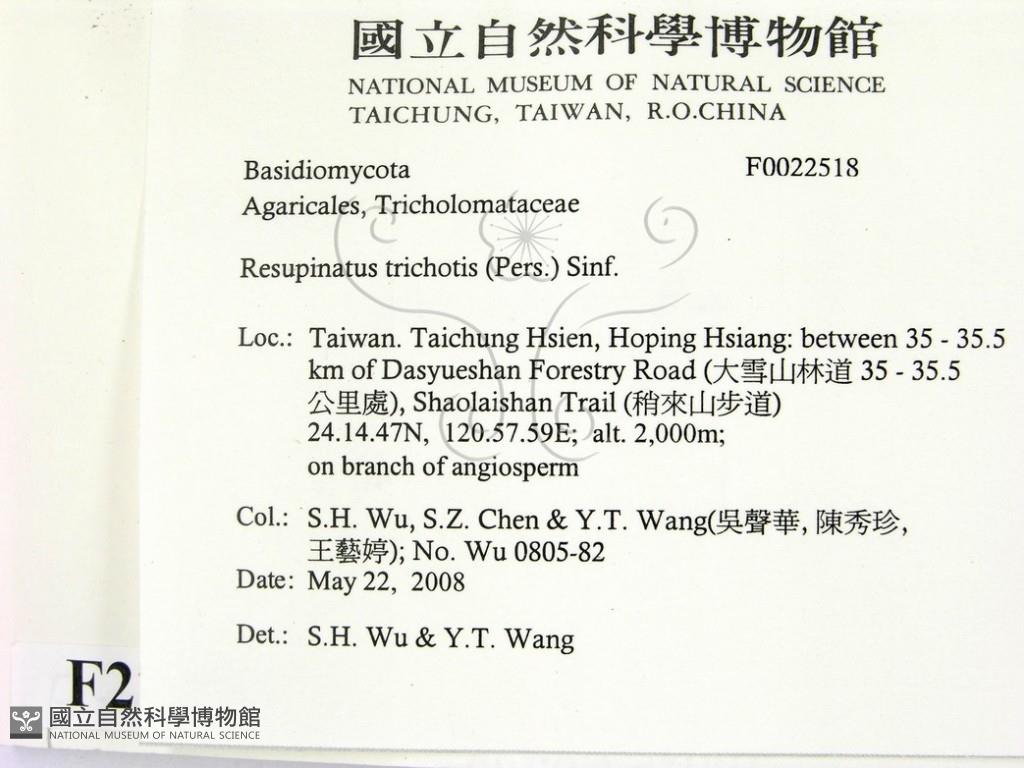 國立自然科學博物館
NATIONAL MUSEUM OF NATURAL SCIENCE
TAICHUNG, TAIWAN, R.O.CHINA
Basidiomycota F0022518
Agaricales, Tricholomataceae
Resupinatus trichotis (Pers.) Sinf.
Loc.: Taiwan. Taichung Hsien, Hoping Hsiang: between 35 - 35.5
km of Dasyueshan Forestry Road (大雪山林道 35 - 35.5
公里處), Shaolaishan Trail (稍來山步道)
24.14.47N, 120.57.59E; alt. 2,000m;
on branch of angiosperm
Col.: S.H. Wu, S.Z. Chen & Y.T. Wang(吳聲華, 陳秀珍,
王藝婷); No. Wu 0805-82
Date: May 22, 2008
Det.: S.H. Wu & Y.T. Wang
F2
國立自然科學博物館
NATIONAL MUSEUM OF NATURAL SCIENCE